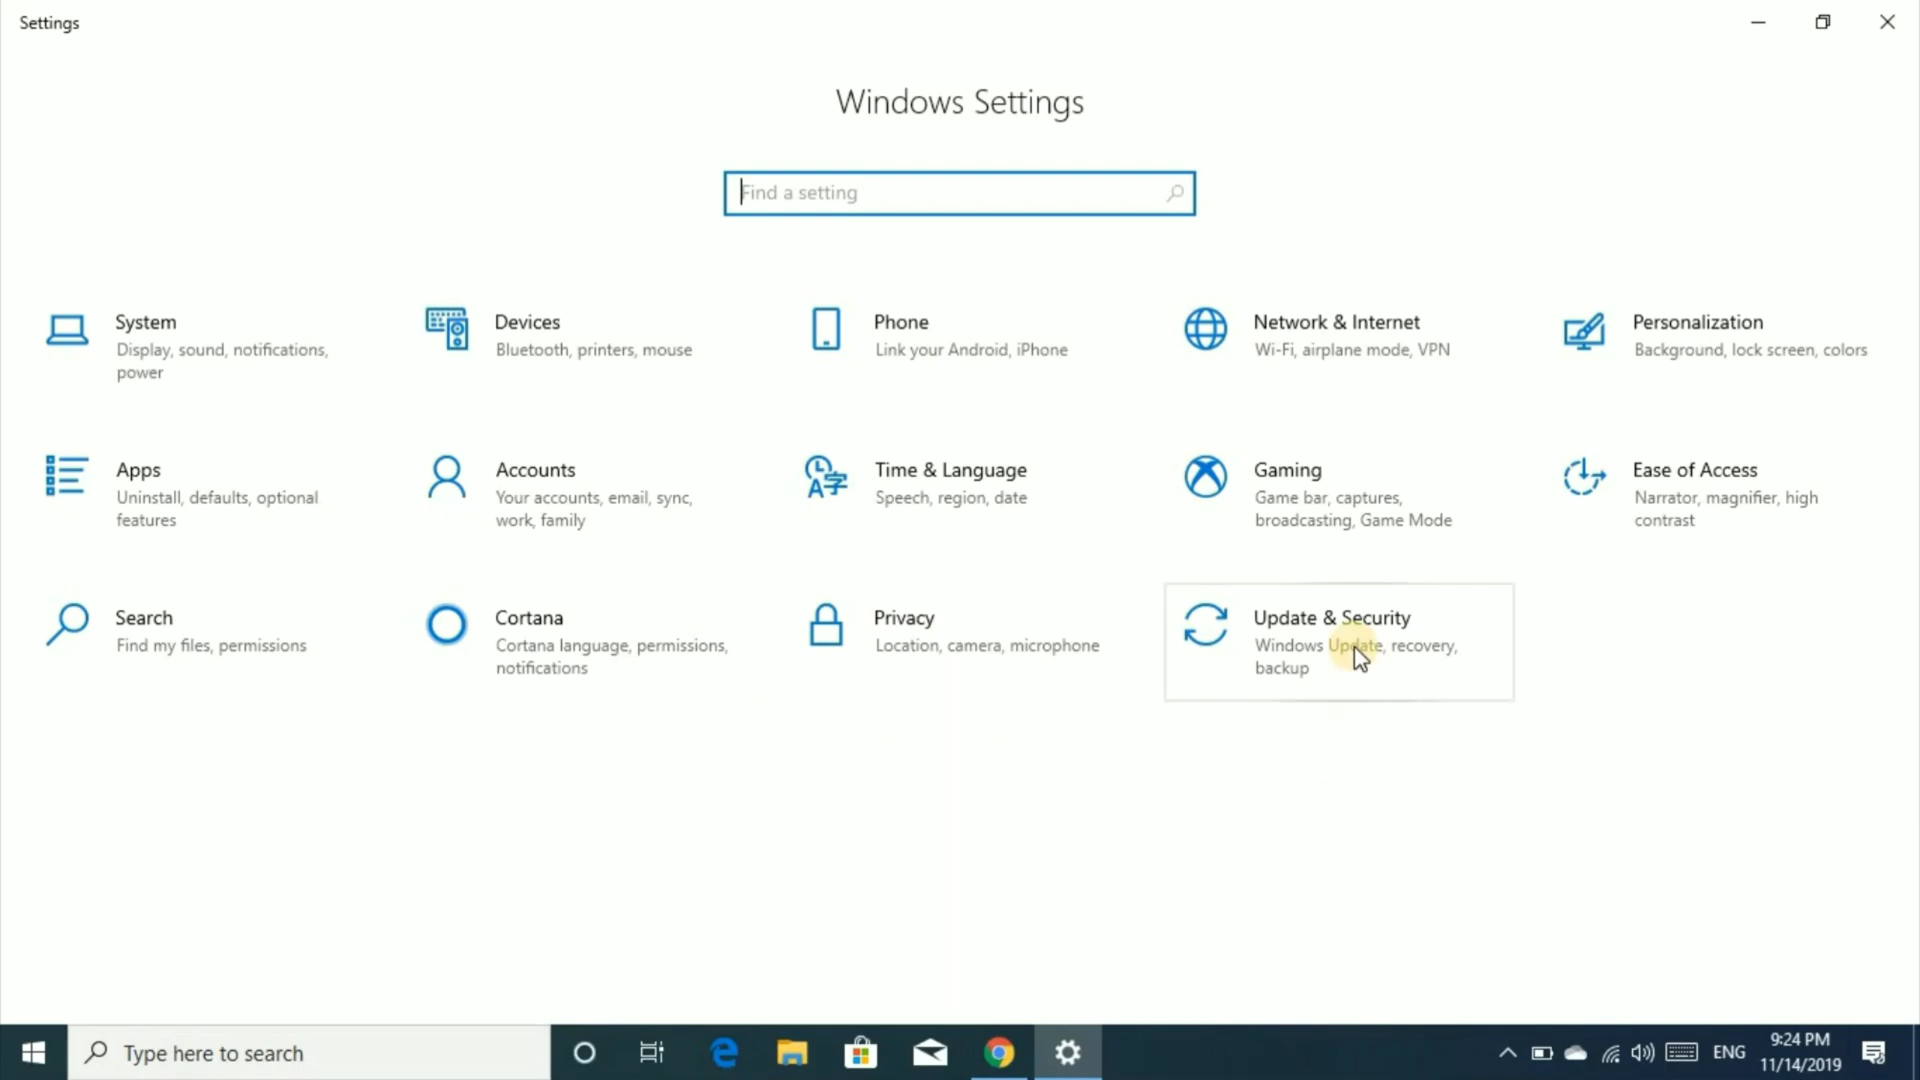 Settings
Windows Settings
Find a setting
System
Display, sound, notifications,
power
Devices
Bluetooth, printers, mouse
Phone
Link your Android, iPhone
Network & Internet
Wi-Fi, airplane mode, VPN
Personalization
Background, lock screen, colors
Apps
Uninstall, defaults, optional
features
Accounts
Your accounts, email, sync,
work, family
Time & Language
Speech, region, date
Gaming
Game bar, captures,
broadcasting, Game Mode
Ease of Access
Narrator, magnifier, high
contrast
Search
Find my files, permissions
Cortana
Cortana language, permissions,
notifications
Privacy
Location, camera, microphone
Update & Security
Windows Update, recovery,
backup
Type here to search
ENG
9:24 PM
11/14/2019